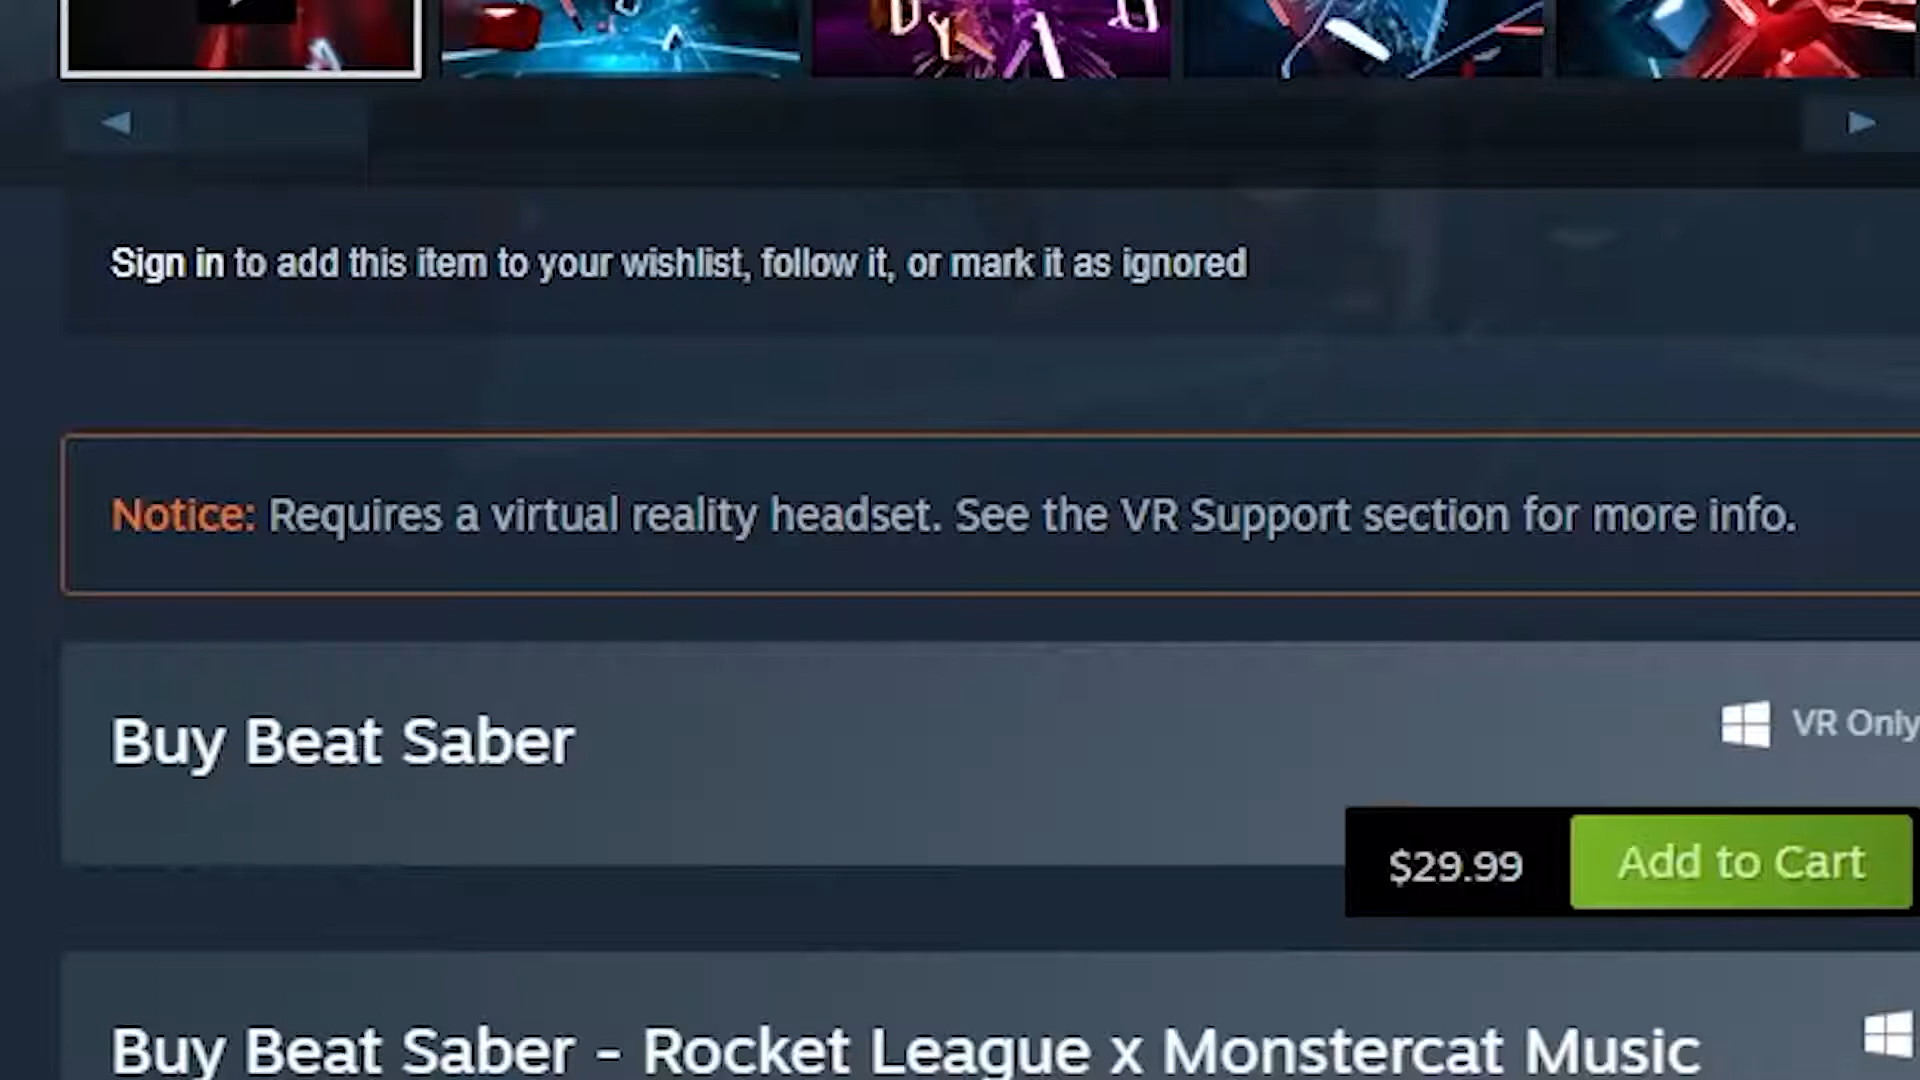 Sign in to add this item to your wishlist, follow it, or mark it as ignored
Notice: Requires a virtual reality headset. See the VR Support section for more info.
Buy Beat Saber
VR Only
$29.99
Add to Cart
Buy Beat Saber - Rocket League x Monstercat Music